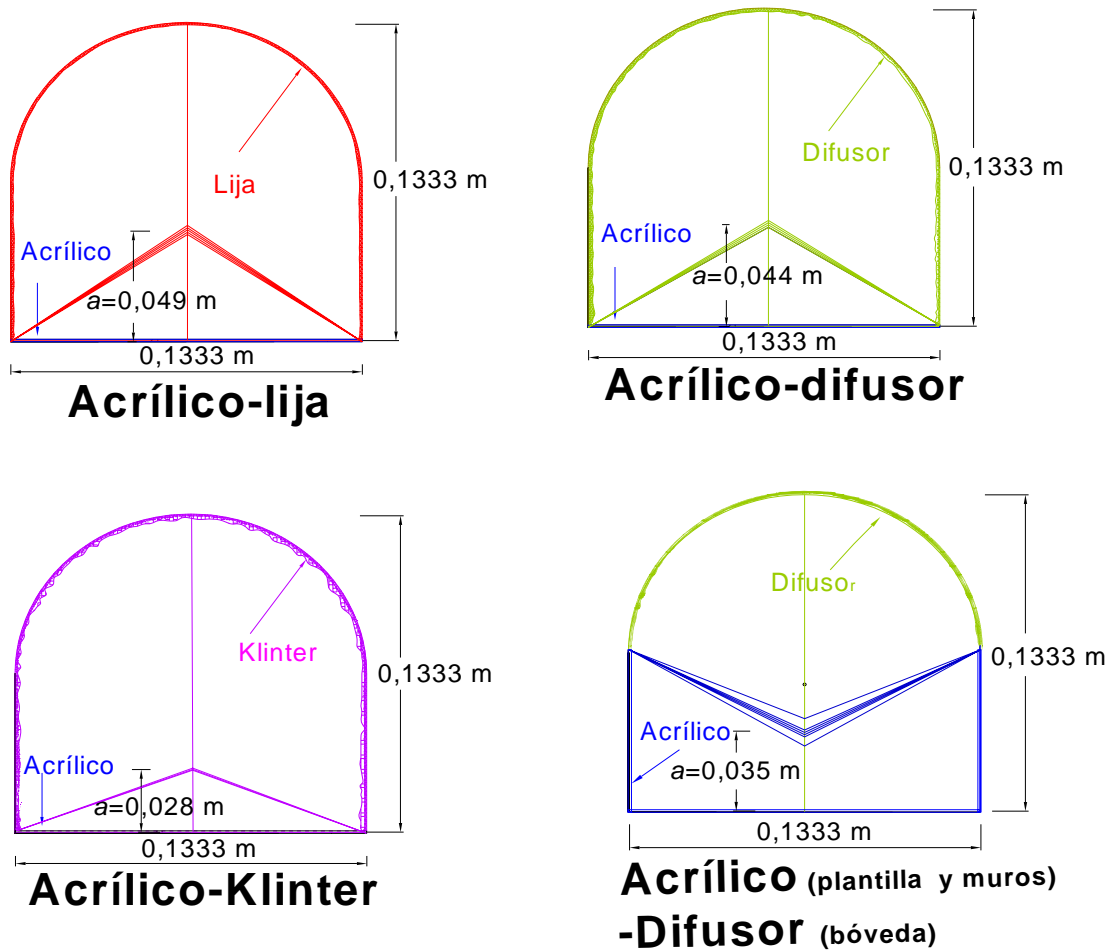 Lija
Acrílico
0,1333 m
a=0,049 m
0,1333 m
Acrílico-lija
Difusor
Acrílico
0,1333 m
a=0,044 m
0,1333 m
Acrílico-difusor
Klinter
Acrílico
0,1333 m
a=0,028 m
0,1333 m
Acrílico-Klinter
Difusor
Acrílico
0,1333 m
a=0,035 m
0,1333 m
Acrílico (plantilla y muros)
-Difusor (bóveda)